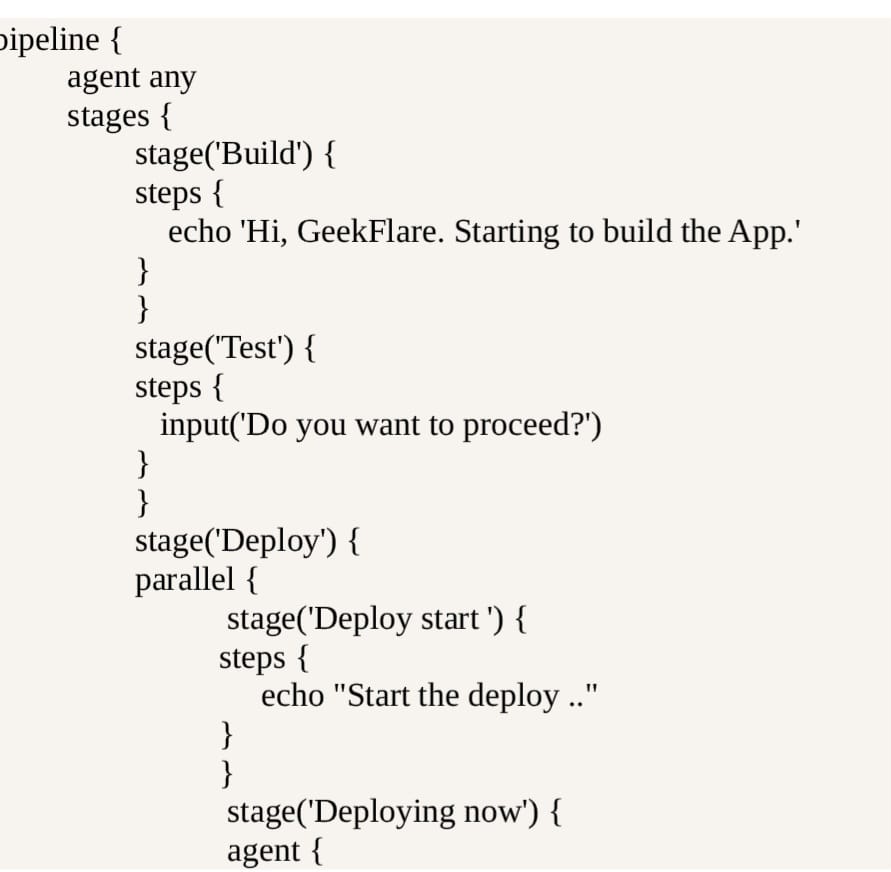 pipeline {
agent any
stages {
stage('Build') {
steps {
echo 'Hi, GeekFlare. Starting to build the App.'
}
}
stage('Test') {
steps {
input('Do you want to proceed?')
}
}
stage('Deploy') {
parallel {
stage('Deploy start ') {
steps {
echo "Start the deploy .."
}
}
stage('Deploying now') {
agent {